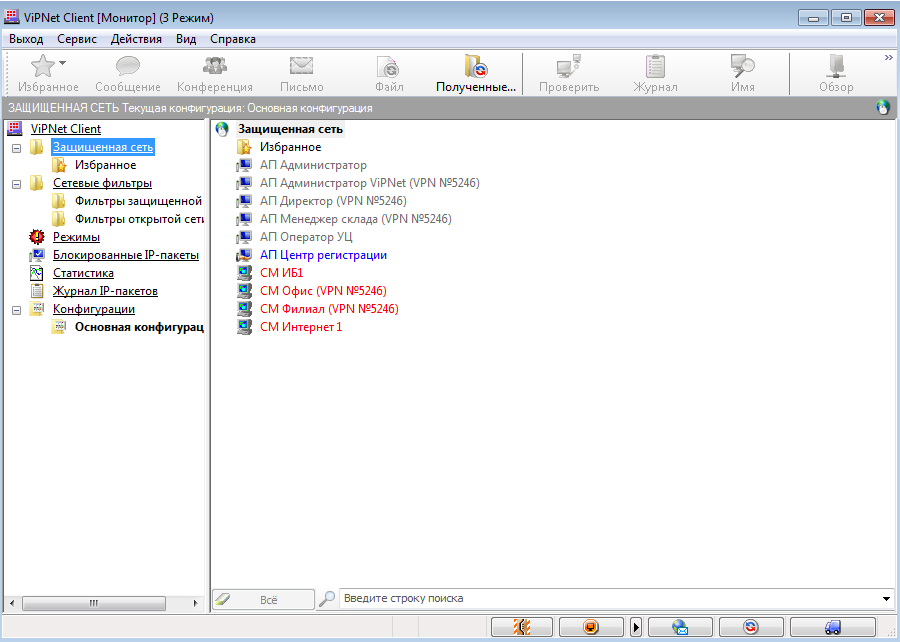 ViPNet Client [Монитор] (3 Режим)
Выход Сервис Действия Вид Справка
Избранное Сообщение Конференция Письмо Файл Полученные... Проверить Журнал Имя Обзор
ЗАЩИЩЕННАЯ СЕТЬ Текущая конфигурация: Основная конфигурация
ViPNet Client
Защищенная сеть
Избранное
Сетевые фильтры
Фильтры защищенной
Фильтры открытой сети
Режимы
Блокированные IP-пакеты
Статистика
Журнал IP-пакетов
Конфигурации
Основная конфигурац
Защищенная сеть
Избранное
АП Администратор
АП Администратор ViPNet (VPN №5246)
АП Директор (VPN №5246)
АП Менеджер склада (VPN №5246)
АП Оператор УЦ
АП Центр регистрации
СМ ИБ1
СМ Офис (VPN №5246)
СМ Филиал (VPN №5246)
СМ Интернет 1
Всё Введите строку поиска